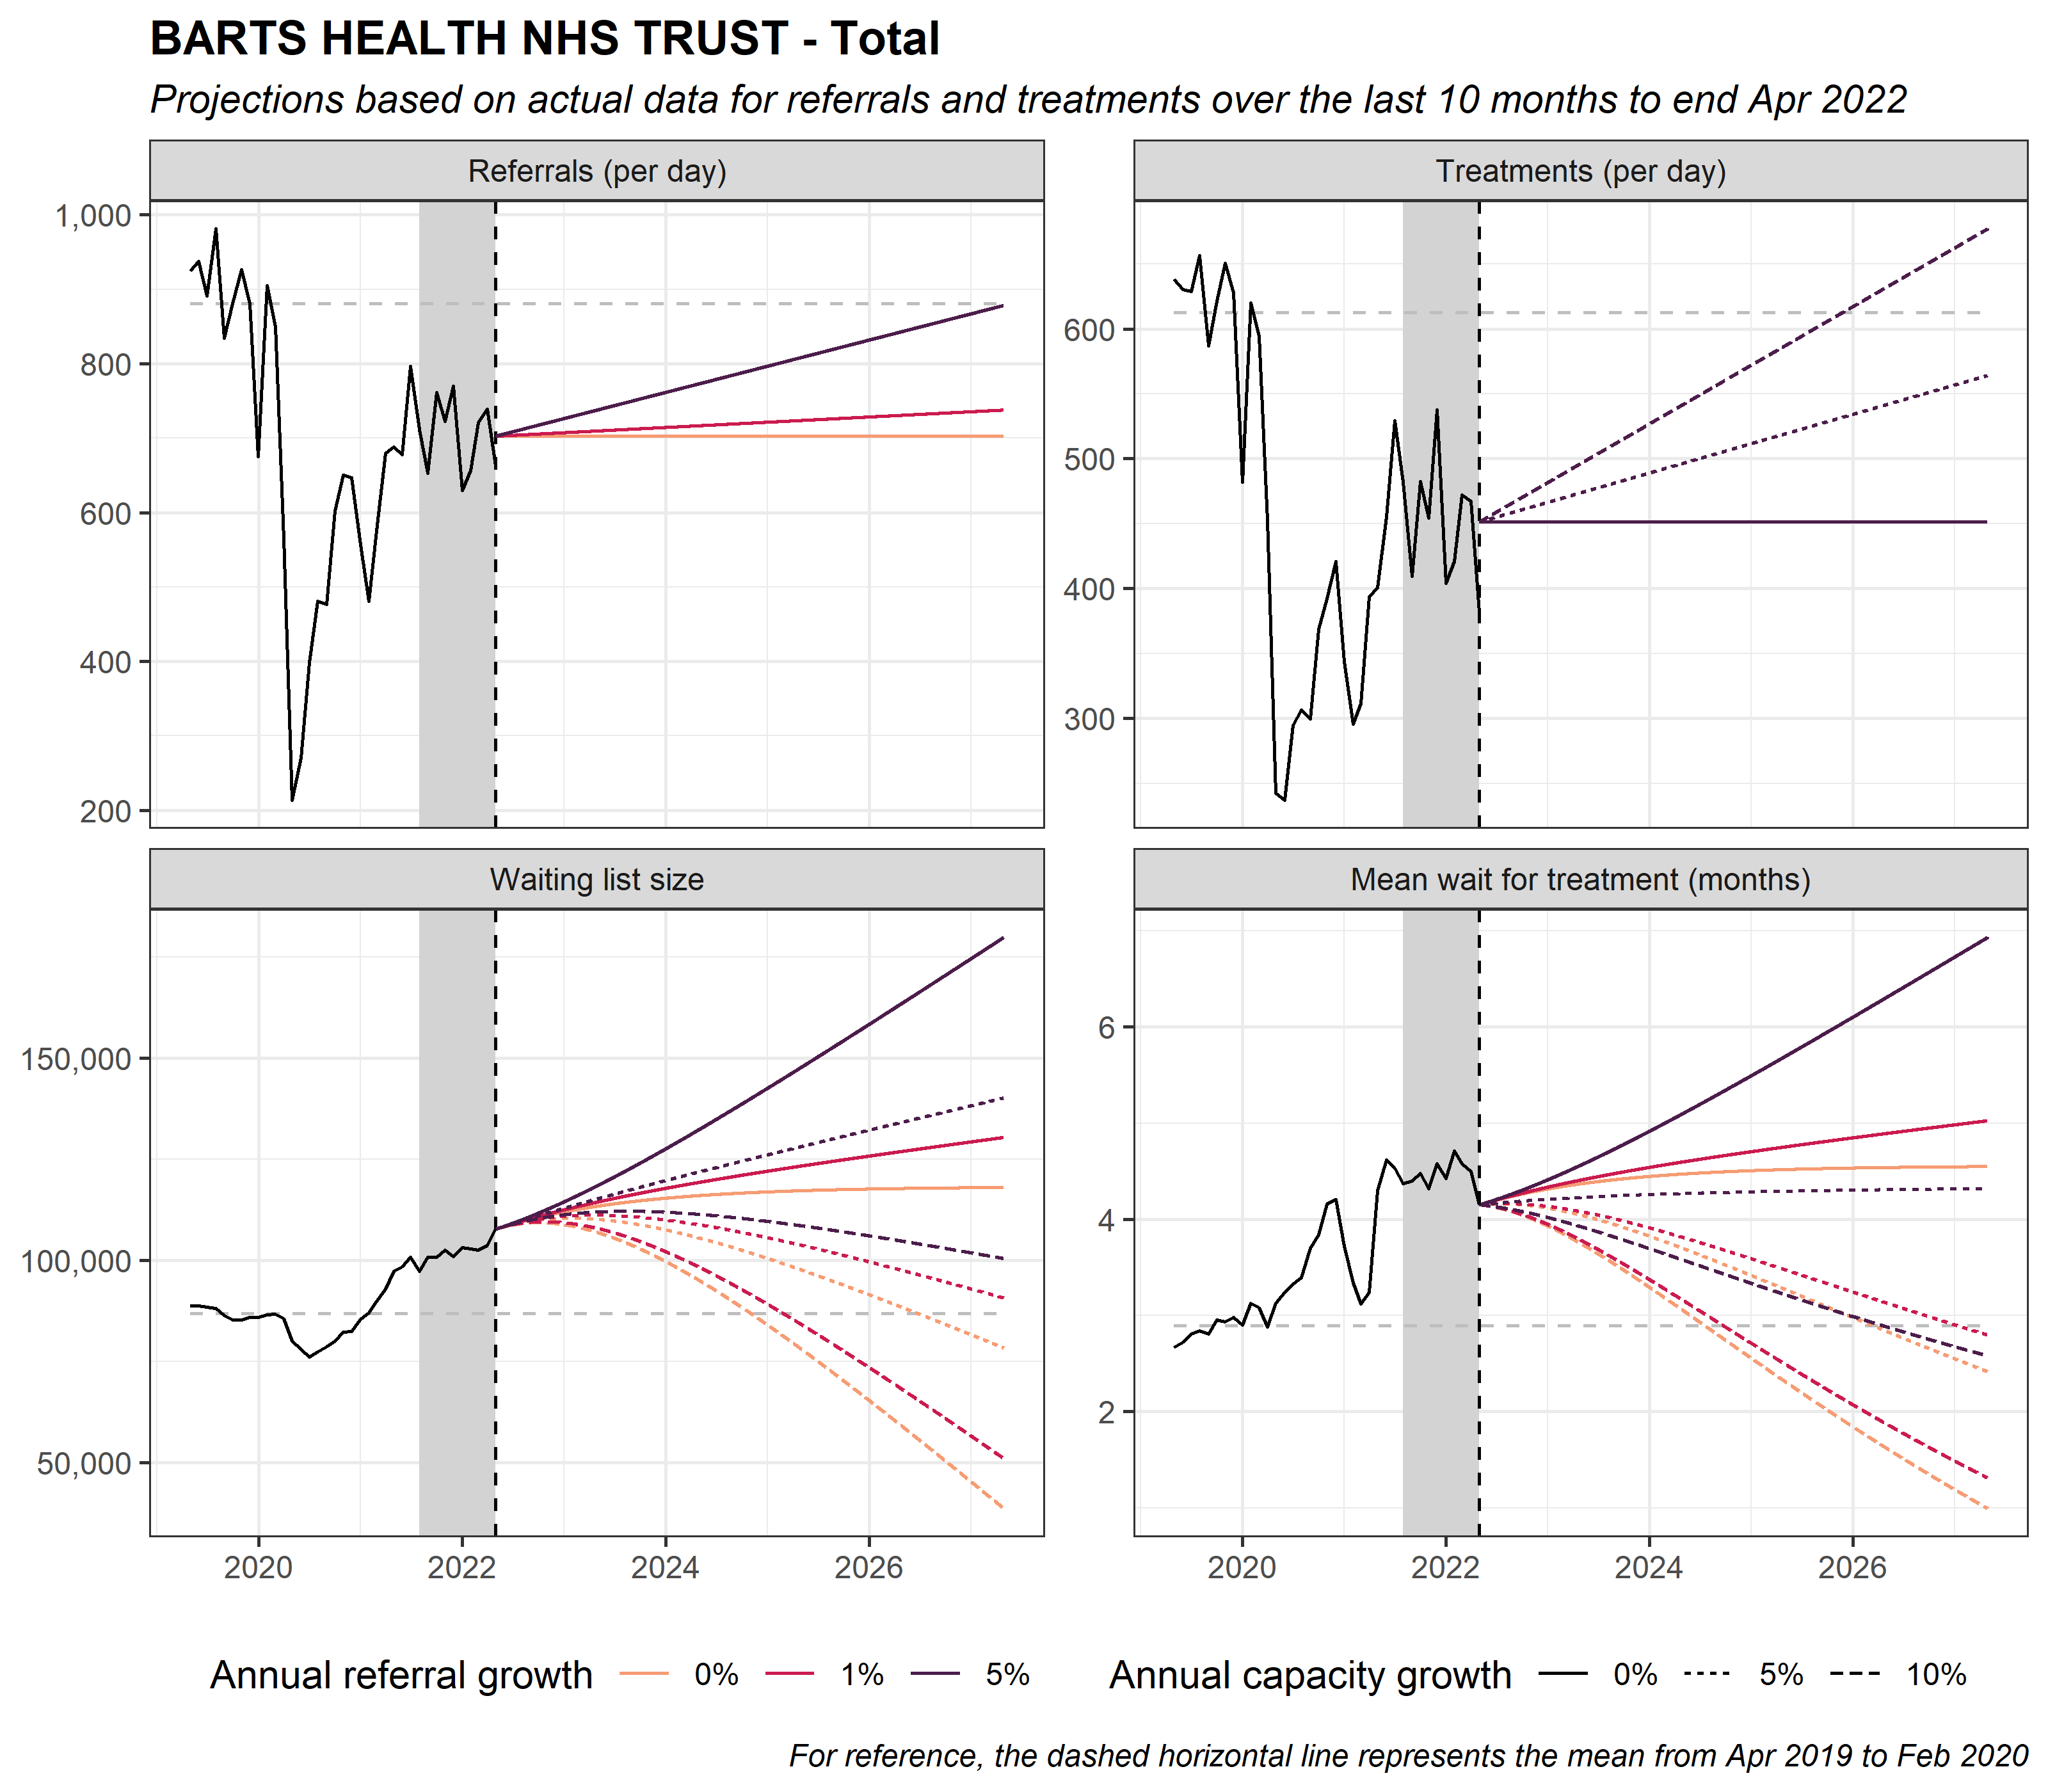 BARTS HEALTH NHS TRUST - Total
Projections based on actual data for referrals and treatments over the last 10 months to end Apr 2022
Referrals (per day)
1,000
800
600
400
200
Treatments (per day)
600
500
400
300
Waiting list size
150,000
100,000
50,000
2020 2022 2024 2026
Mean wait for treatment (months)
6
4
2
2020 2022 2024 2026
Annual referral growth 0% 1% 5%
Annual capacity growth 0% 5% 10%
For reference, the dashed horizontal line represents the mean from Apr 2019 to Feb 2020